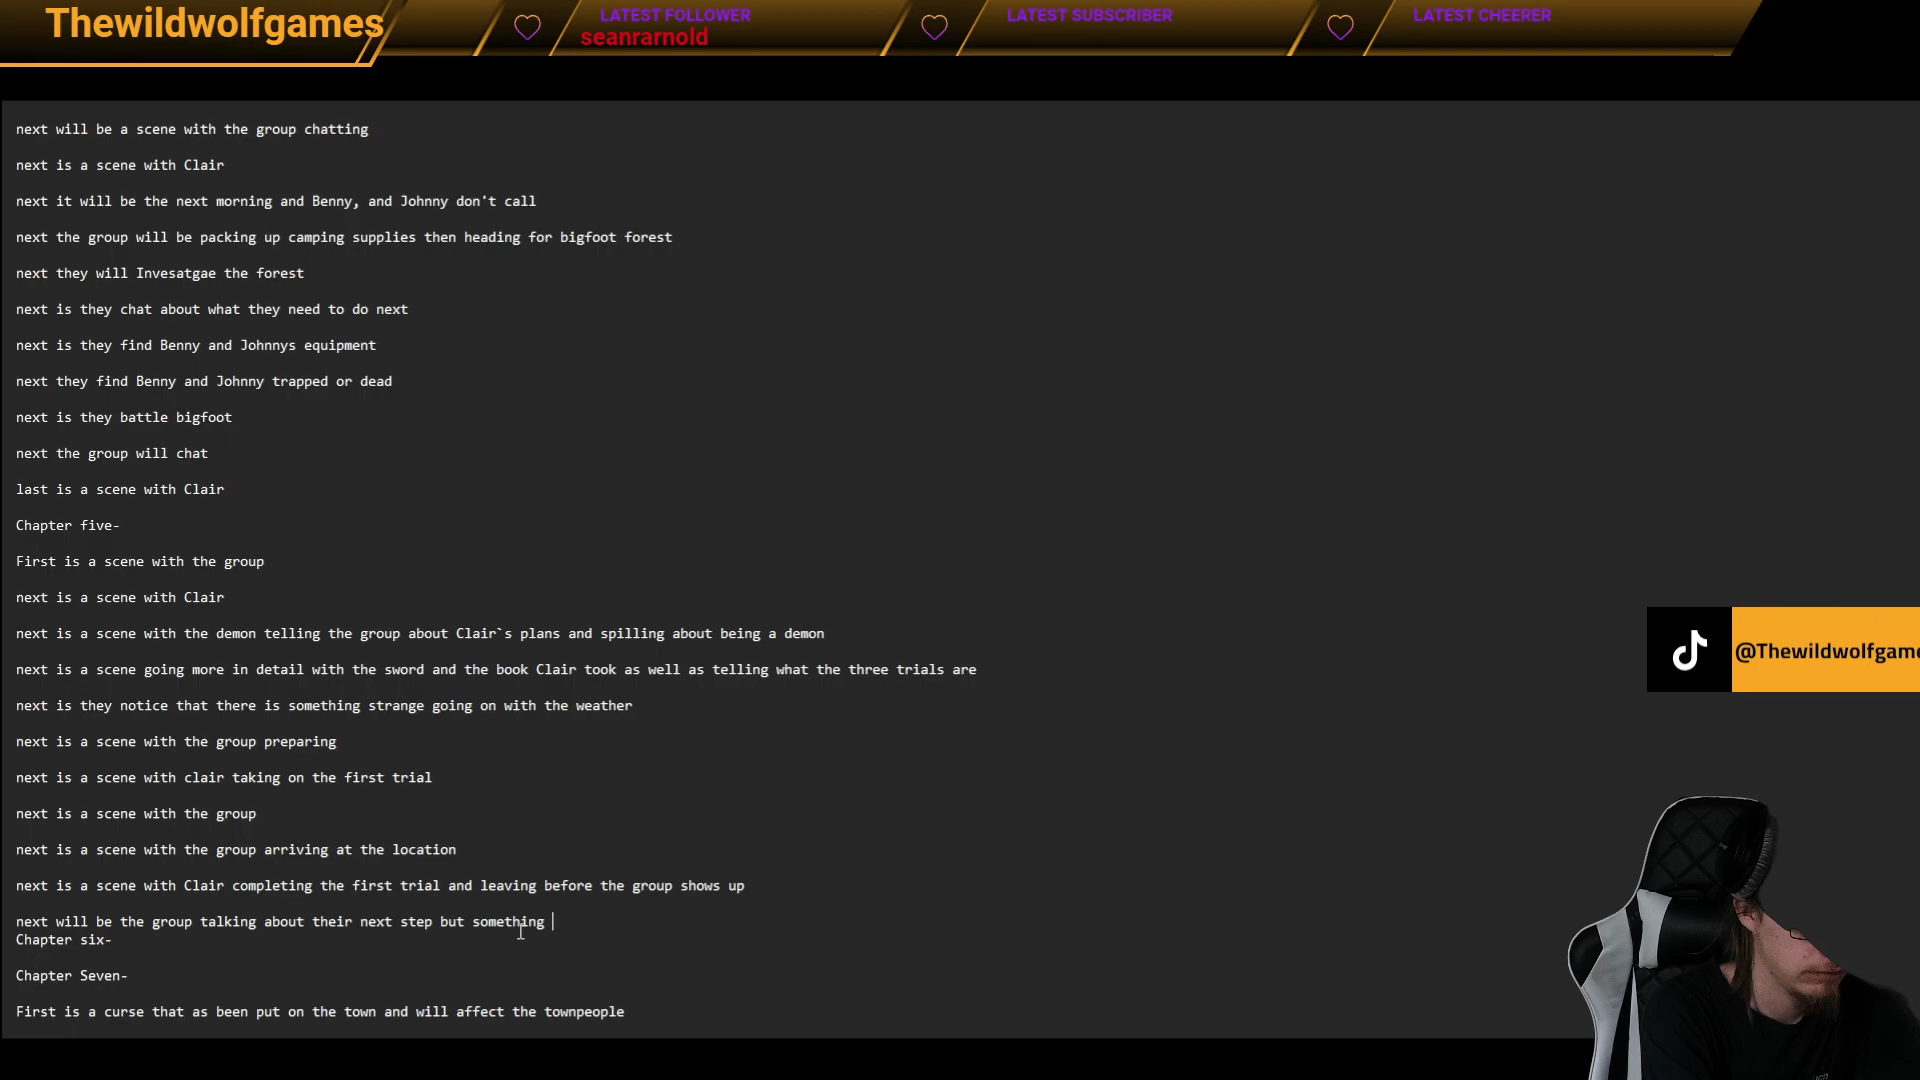 Thewildwolfgames
LATEST FOLLOWER
seanrarnold
LATEST SUBSCRIBER
LATEST CHEERER
next will be a scene with the group chatting
next is a scene with Clair
next it will be the next morning and Benny, and Johnny don't call
next the group will be packing up camping supplies then heading for bigfoot forest
next they will Invesatgae the forest
next is they chat about what they need to do next
next is they find Benny and Johnnys equipment
next they find Benny and Johnny trapped or dead
next is they battle bigfoot
next the group will chat
last is a scene with Clair
Chapter five-
First is a scene with the group
next is a scene with Clair
next is a scene with the demon telling the group about Clair`s plans and spilling about being a demon
next is a scene going more in detail with the sword and the book Clair took as well as telling what the three trials are
next is they notice that there is something strange going on with the weather
next is a scene with the group preparing
next is a scene with clair taking on the first trial
next is a scene with the group
next is a scene with the group arriving at the location
next is a scene with Clair completing the first trial and leaving before the group shows up
next will be the group talking about their next step but something
Chapter six-
Chapter Seven-
First is a curse that as been put on the town and will affect the townpeople
@Thewildwolfgame